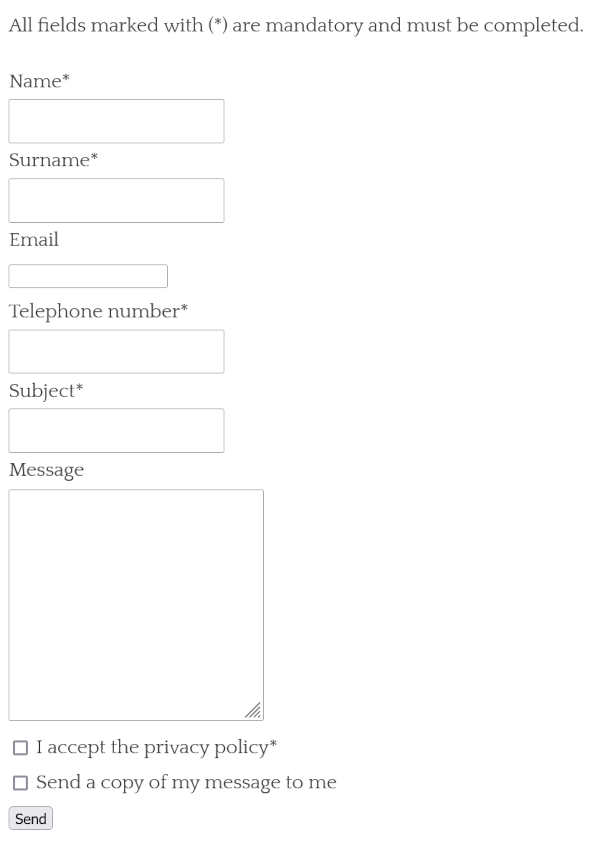 All fields marked with (*) are mandatory and must be completed.
Name*
Surname*
Email
Telephone number*
Subject*
Message
I accept the privacy policy*
Send a copy of my message to me
Send